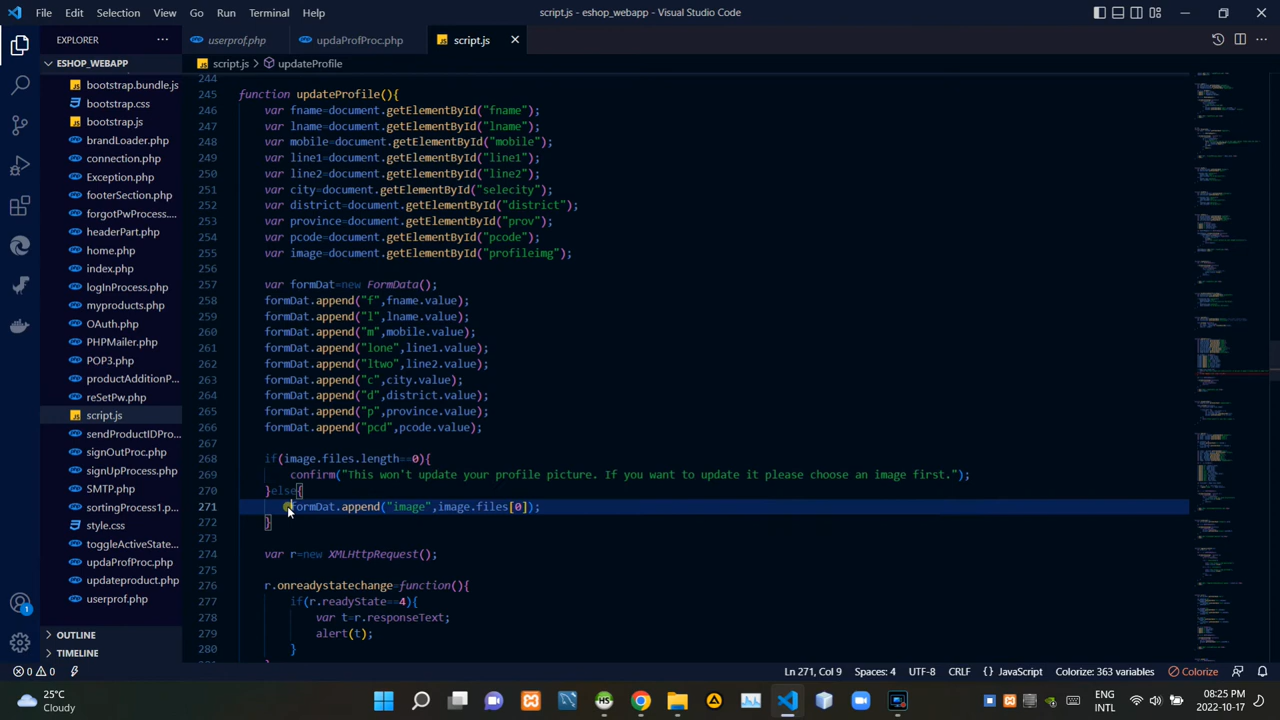 File Edit Selection View Go Run Terminal Help
script.js - eshop_webapp - Visual Studio Code
EXPLORER
userprof.php
updaProfProc.php
script.js
ESHOP_WEBAPP
script.js > updateProfile
bootstrap.bundle.js
bootstrap.css
bootstrap.js
brandLoader.php
connection.php
Exception.php
footerSection.php
forgotPwProcess....
headerPart.php
home.php
index.php
logInProcess.php
myproducts.php
OAuth.php
PHPMailer.php
POP3.php
productAdditionP...
reSetPw.php
script.js
sendProductIDPro...
signOutProc.php
signUpProcess.php
SMTP.php
sortingProcess.php
style.css
toggleActiveState...
updaProfProc.php
updateproduct.php
userprof.php
OUTLINE
TIMELINE
244
245 function updateProfile(){
246 var fname=document.getElementById("fname");
247 var lname=document.getElementById("lname");
248 var mobile=document.getElementById("mobile");
249 var line1=document.getElementById("line1");
250 var line2=document.getElementById("line2");
251 var city=document.getElementById("selecity");
252 var district=document.getElementById("district");
253 var province=document.getElementById("prov");
254 var pcode=document.getElementById("pcode");
255 var image=document.getElementById("profileimg");
256
257 var formDat=new FormData();
258 formDat.append("f",fname.value);
259 formDat.append("l",lname.value);
260 formDat.append("m",mobile.value);
261 formDat.append("lone",line1.value);
262 formDat.append("ltwo",line2.value);
263 formDat.append("c",city.value);
264 formDat.append("d",district.value);
265 formDat.append("p",province.value);
266 formDat.append("pcd",pcode.value);
267
268 if(image.files.length==0){
269 confirm("This won't update your profile picture. If you want to update it please choose an image first.");
270 }else{
271 formDat.append("image",image.files[0]);
272 }
273
274 var r=new XMLHttpRequest();
275
276 r.onreadystatechange=function(){
277 if(r.readyState==4){
278 var t=r.responseText;
279 alert(t);
280 }
281 }
0 0
Ln 271, Col 9 Spaces: 4 UTF-8 CRLF JavaScript Colorize: 363 variables Colorize
1
25°C
Cloudy
ENG
INTL
08:25 PM
2022-10-17